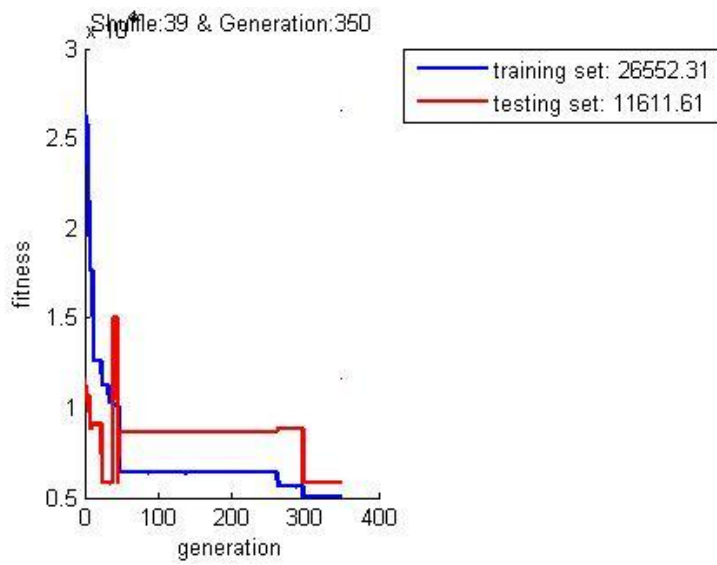 Shuffle:39 & Generation:350
x 10^4
3
2.5
2
1.5
1
0.5
0 100 200 300 400
fitness
generation
training set: 26552.31
testing set: 11611.61